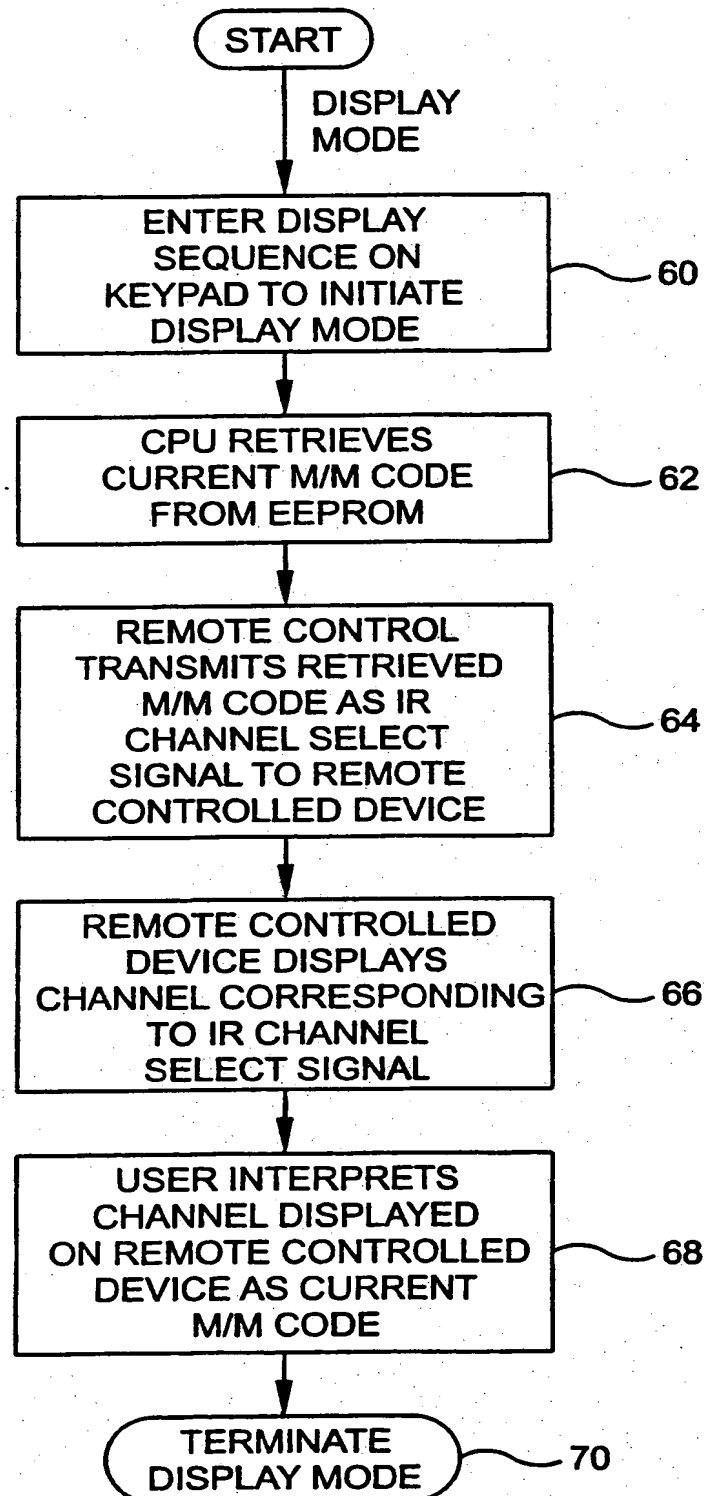 START
DISPLAY
MODE
ENTER DISPLAY
SEQUENCE ON
KEYPAD TO INITIATE
DISPLAY MODE
60
CPU RETRIEVES
CURRENT M/M CODE
FROM EEPROM
62
REMOTE CONTROL
TRANSMITS RETRIEVED
M/M CODE AS IR
CHANNEL SELECT
SIGNAL TO REMOTE
CONTROLLED DEVICE
64
REMOTE CONTROLLED
DEVICE DISPLAYS
CHANNEL CORRESPONDING
TO IR CHANNEL
SELECT SIGNAL
66
USER INTERPRETS
CHANNEL DISPLAYED
ON REMOTE CONTROLLED
DEVICE AS CURRENT
M/M CODE
68
TERMINATE
DISPLAY MODE
70